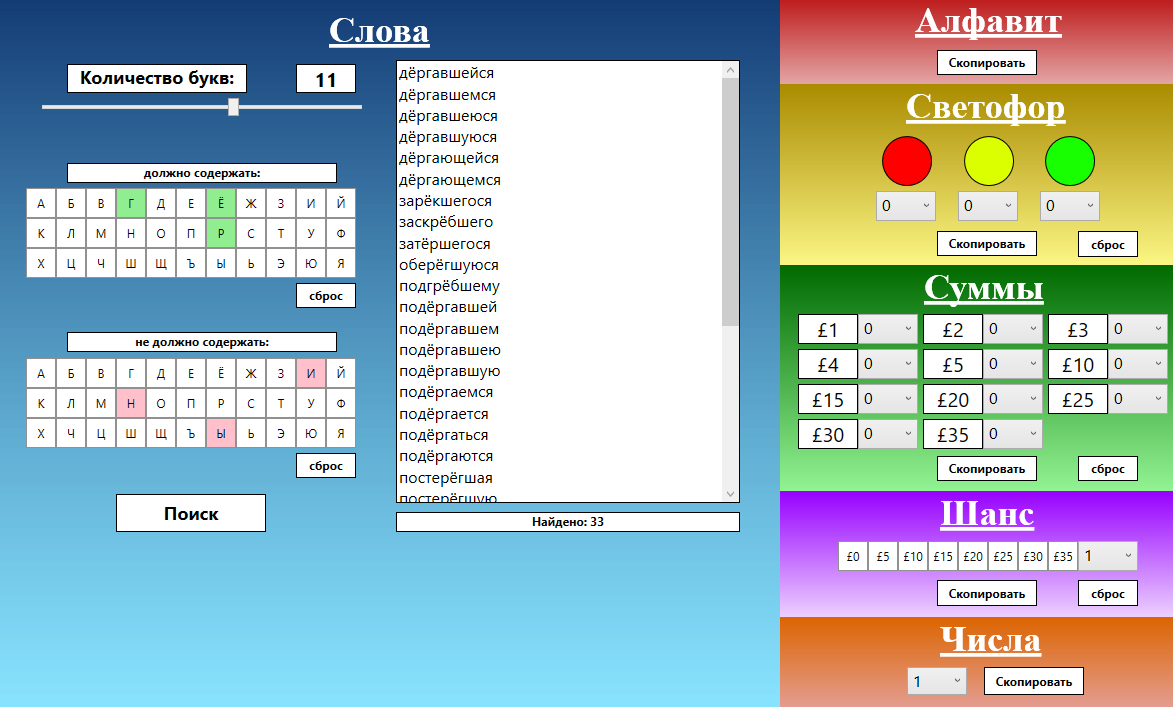 Слова
Количество букв:
11
должно содержать:
А Б В Г Д Е Ё Ж З И Й
К Л М Н О П Р С Т У Ф
Х Ц Ч Ш Щ Ъ Ы Ь Э Ю Я
сброс
не должно содержать:
А Б В Г Д Е Ё Ж З И Й
К Л М Н О П Р С Т У Ф
Х Ч Ц Ш Щ Ъ Ы Ь Э Ю Я
сброс
Поиск
дёргавшейся
дёргавшемся
дёргавшеюся
дёргавшуюся
дёргающейся
дёргающемся
зарёкшегося
заскрёбшего
затёршегося
оберёгшуюся
подгрёбшему
подёргавшей
подёргавшем
подёргавшею
подёргавшую
подёргаемся
подёргается
подёргаться
подёргаются
постерёгшая
постерёгшую
Найдено: 33
Алфавит
Скопировать
Светофор
0 0 0
Скопировать сброс
Суммы
£1 0 £2 0 £3 0
£4 0 £5 0 £10 0
£15 0 £20 0 £25 0
£30 0 £35 0
Скопировать сброс
Шанс
£0 £5 £10 £15 £20 £25 £30 £35 1
Скопировать сброс
Числа
1 Скопировать